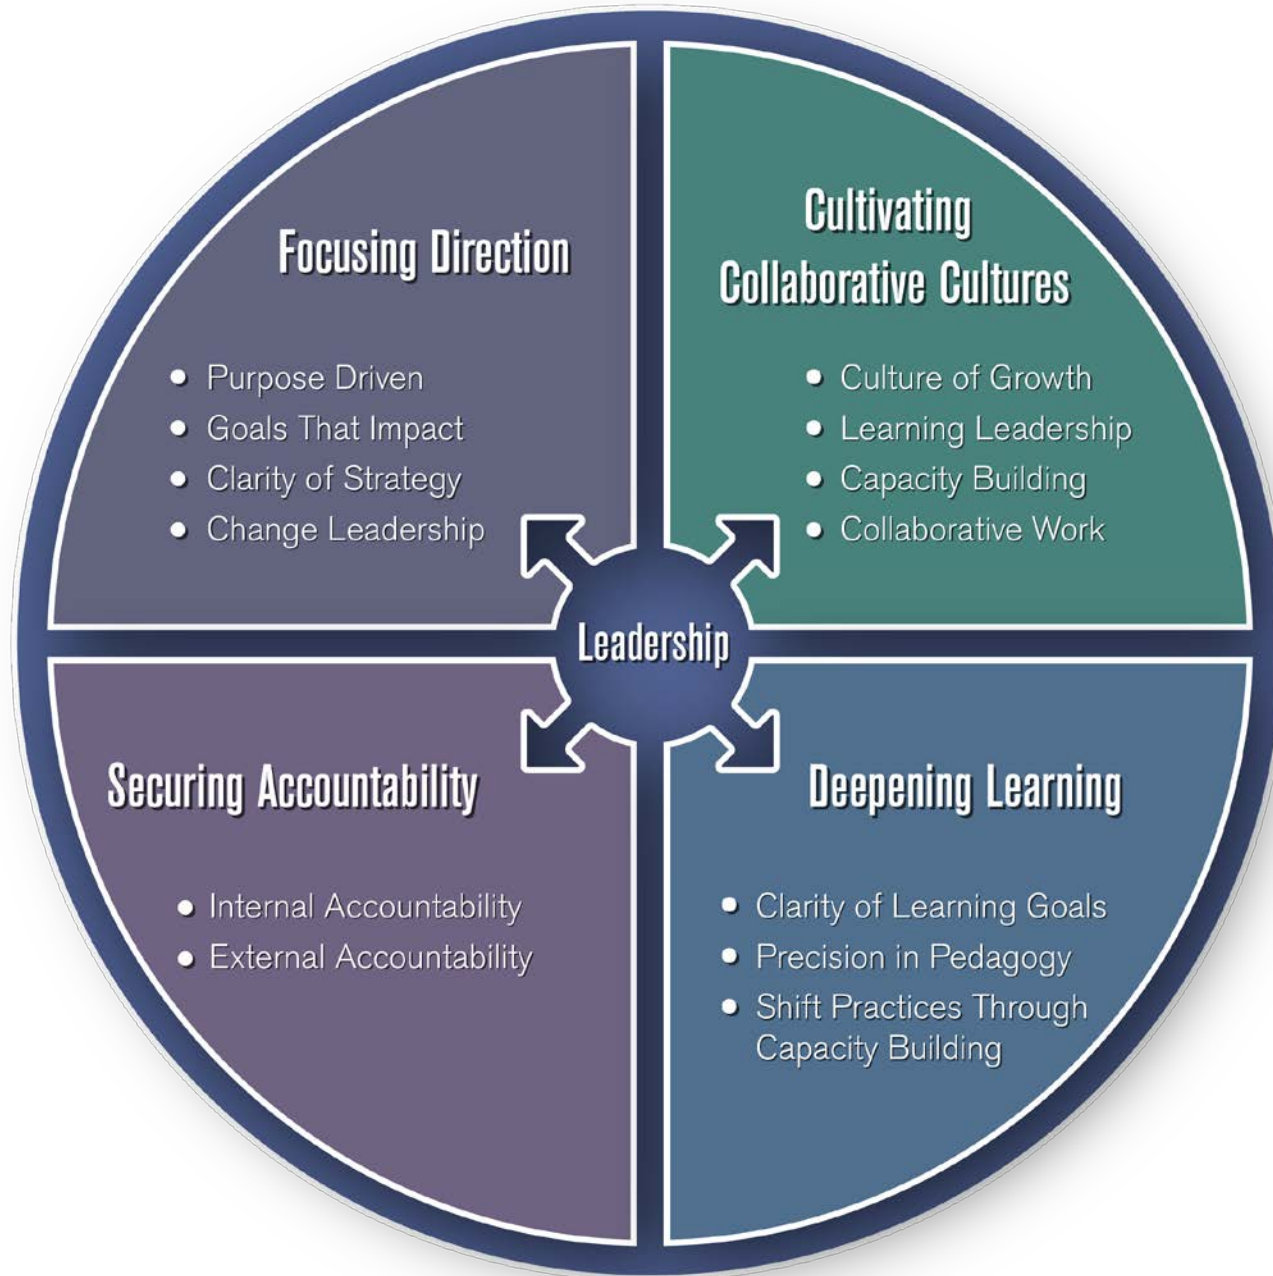 Focusing Direction
• Purpose Driven
• Goals That Impact
• Clarity of Strategy
• Change Leadership
Cultivating
Collaborative Cultures
• Culture of Growth
• Learning Leadership
• Capacity Building
• Collaborative Work
Leadership
Securing Accountability
• Internal Accountability
• External Accountability
Deepening Learning
• Clarity of Learning Goals
• Precision in Pedagogy
• Shift Practices Through
Capacity Building